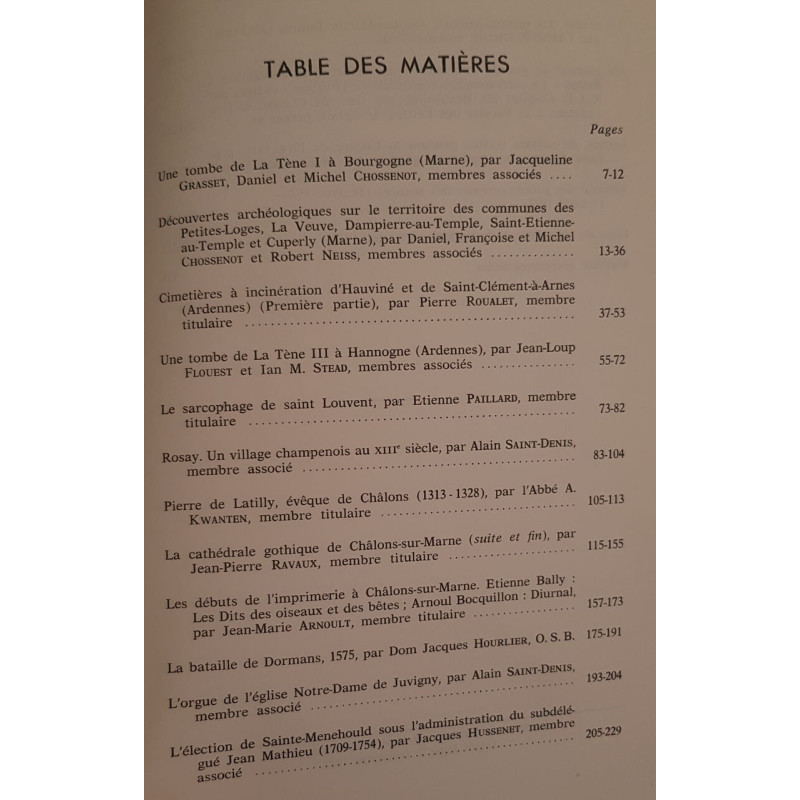 TABLE DES MATIÈRES
Pages
Une tombe de La Tène I à Bourgogne (Marne), par Jacqueline
GRASSET, Daniel et Michel CHOSSENOT, membres associés .... 7-12
Découvertes archéologiques sur le territoire des communes des
Petites-Loges, La Veuve, Dampierre-au-Temple, Saint-Etienne-
au-Temple et Cuperly (Marne), par Daniel, Françoise et Michel
CHOSSENOT et Robert NEISS, membres associés .............. 13-36
Cimetières à incinération d'Hauviné et de Saint-Clément-à-Arnes
(Ardennes) (Première partie), par Pierre ROUALET, membre
titulaire .................................................. 37-53
Une tombe de La Tène III à Hannogne (Ardennes), par Jean-Loup
FLOUEST et Ian M. STEAD, membres associés ............... 55-72
Le sarcophage de saint Louvent, par Etienne PAILLARD, membre
titulaire .................................................. 73-82
Rosay. Un village champenois au XIIIe siècle, par Alain SAINT-DENIS,
membre associé .......................................... 83-104
Pierre de Latilly, évêque de Châlons (1313-1328), par l'Abbé A.
KWANTEN, membre titulaire .............................. 105-113
La cathédrale gothique de Châlons-sur-Marne (suite et fin), par
Jean-Pierre RAVAUX, membre titulaire .................... 115-155
Les débuts de l'imprimerie à Châlons-sur-Marne. Etienne Bally :
Les Dits des oiseaux et des bêtes ; Arnoul Bocquillon : Diurnal,
par Jean-Marie ARNOULT, membre titulaire ................ 157-173
La bataille de Dormans, 1575, par Dom Jacques HOURLIER, O. S. B. 175-191
L'orgue de l'église Notre-Dame de Juvigny, par Alain SAINT-DENIS,
membre associé .......................................... 193-204
L'élection de Sainte-Menehould sous l'administration du subdélé-
gué Jean Mathieu (1709-1754), par Jacques HUSSENET, membre
associé .................................................. 205-229